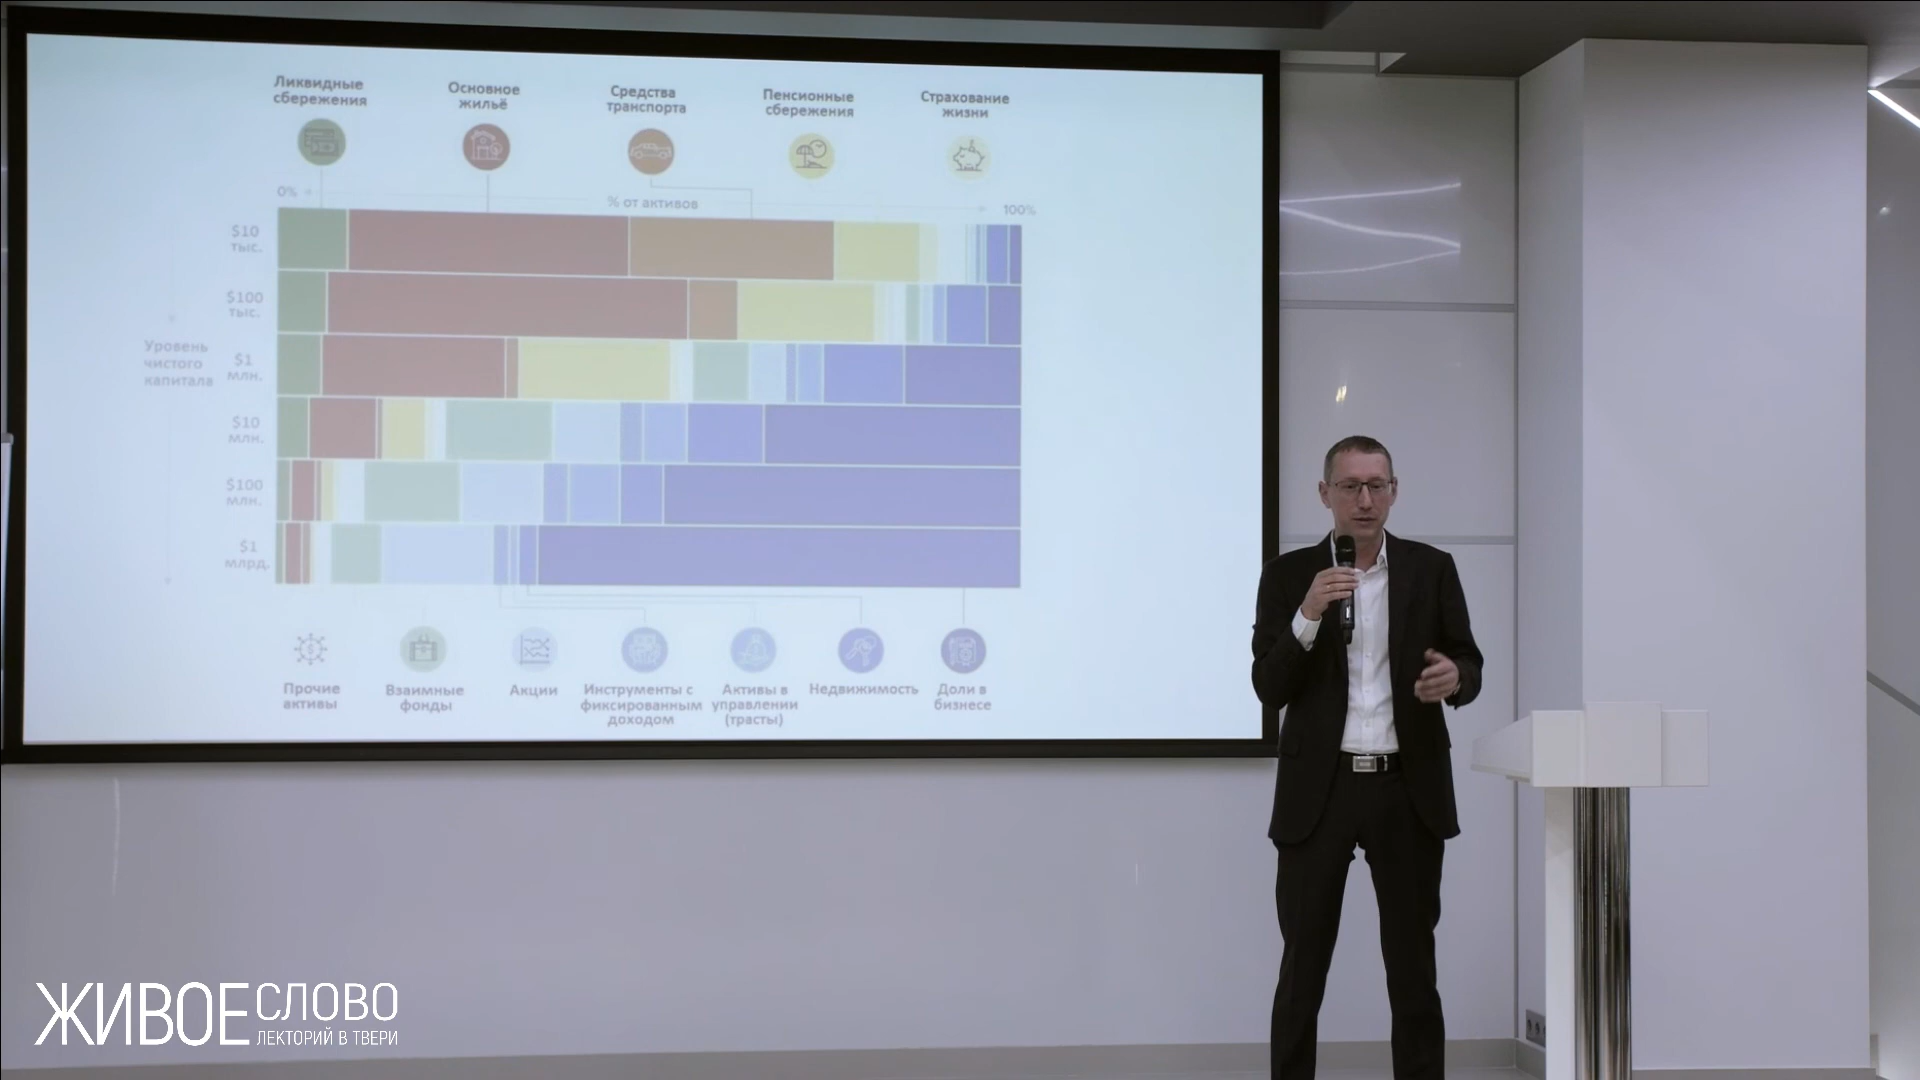 Ликвидные
сбережения
Основное
жильё
Средства
транспорта
Пенсионные
сбережения
Страхование
жизни
0%
% от активов
100%
$10
тыс.
$100
тыс.
Уровень
чистого
капитала
$1
млн.
$10
млн.
$100
млн.
$1
млрд.
Прочие
активы
Взаимные
фонды
Акции
Инструменты с
фиксированным
доходом
Активы в
управлении
(трасты)
Недвижимость
Доли в
бизнесе
ЖИВОЕ СЛОВО
ЛЕКТОРИЙ В ТВЕРИ